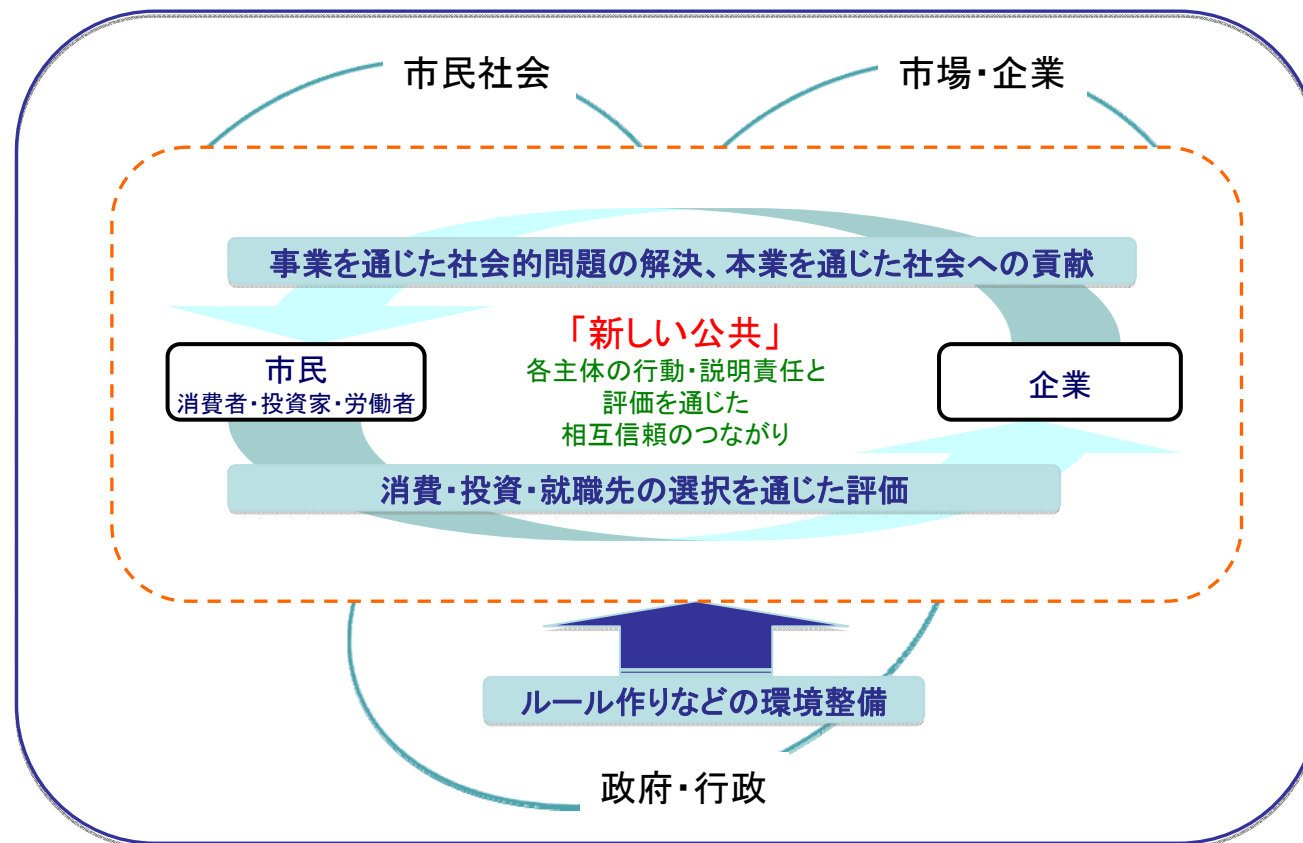 市民社会
市場・企業
事業を通じた社会的問題の解決、本業を通じた社会への貢献
「新しい公共」
各主体の行動・説明責任と
評価を通じた
相互信頼のつながり
市民
消費者・投資家・労働者
企業
消費・投資・就職先の選択を通じた評価
ルール作りなどの環境整備
政府・行政